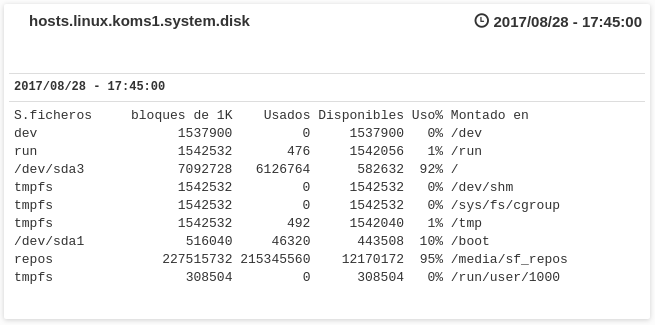 hosts.linux.koms1.system.disk
2017/08/28 - 17:45:00
2017/08/28 - 17:45:00
S.ficheros     bloques de 1K    Usados Disponibles Uso% Montado en
dev                  1537900         0     1537900   0% /dev
run                  1542532       476     1542056   1% /run
/dev/sda3            7092728   6126764      582632  92% /
tmpfs                1542532         0     1542532   0% /dev/shm
tmpfs                1542532         0     1542532   0% /sys/fs/cgroup
tmpfs                1542532       492     1542040   1% /tmp
/dev/sda1             516040     46320      443508  10% /boot
repos              227515732 215345560    12170172  95% /media/sf_repos
tmpfs                 308504         0      308504   0% /run/user/1000